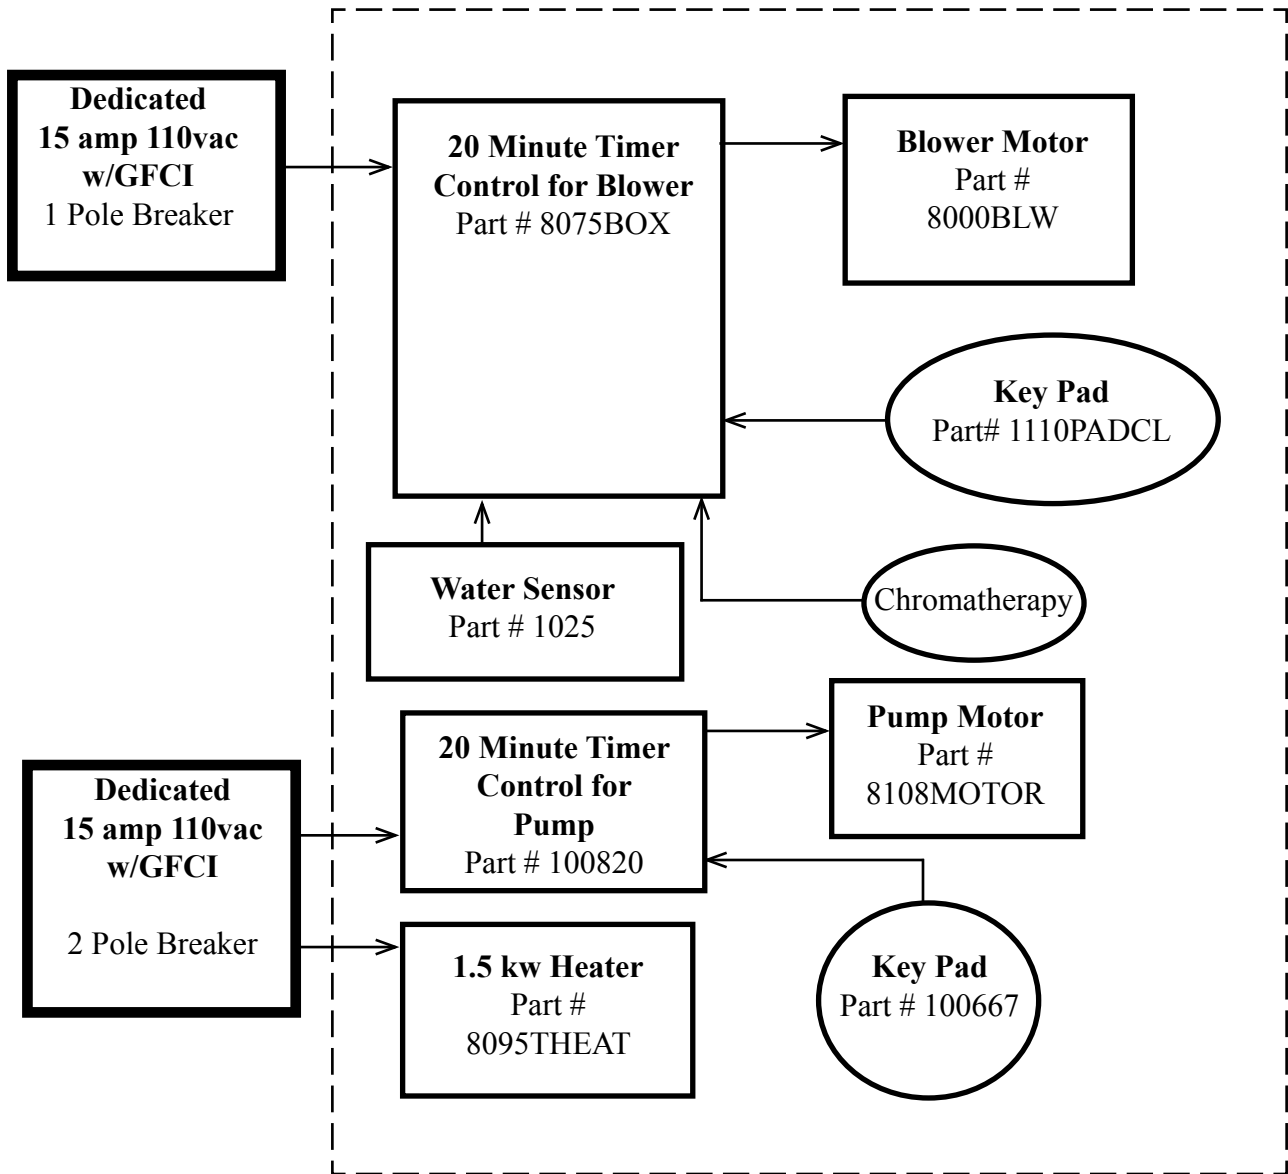 Dedicated
15 amp 110vac
w/GFCI
1 Pole Breaker
20 Minute Timer
Control for Blower
Part # 8075BOX
Blower Motor
Part #
8000BLW
Key Pad
Part# 1110PADCL
Water Sensor
Part # 1025
Chromatherapy
Dedicated
15 amp 110vac
w/GFCI
2 Pole Breaker
20 Minute Timer
Control for
Pump
Part # 100820
Pump Motor
Part #
8108MOTOR
1.5 kw Heater
Part #
8095THEAT
Key Pad
Part # 100667